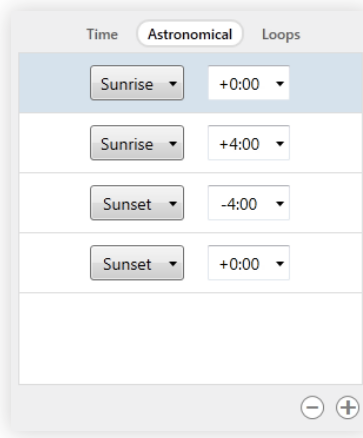 Time Astronomical Loops
Sunrise +0:00
Sunrise +4:00
Sunset -4:00
Sunset +0:00